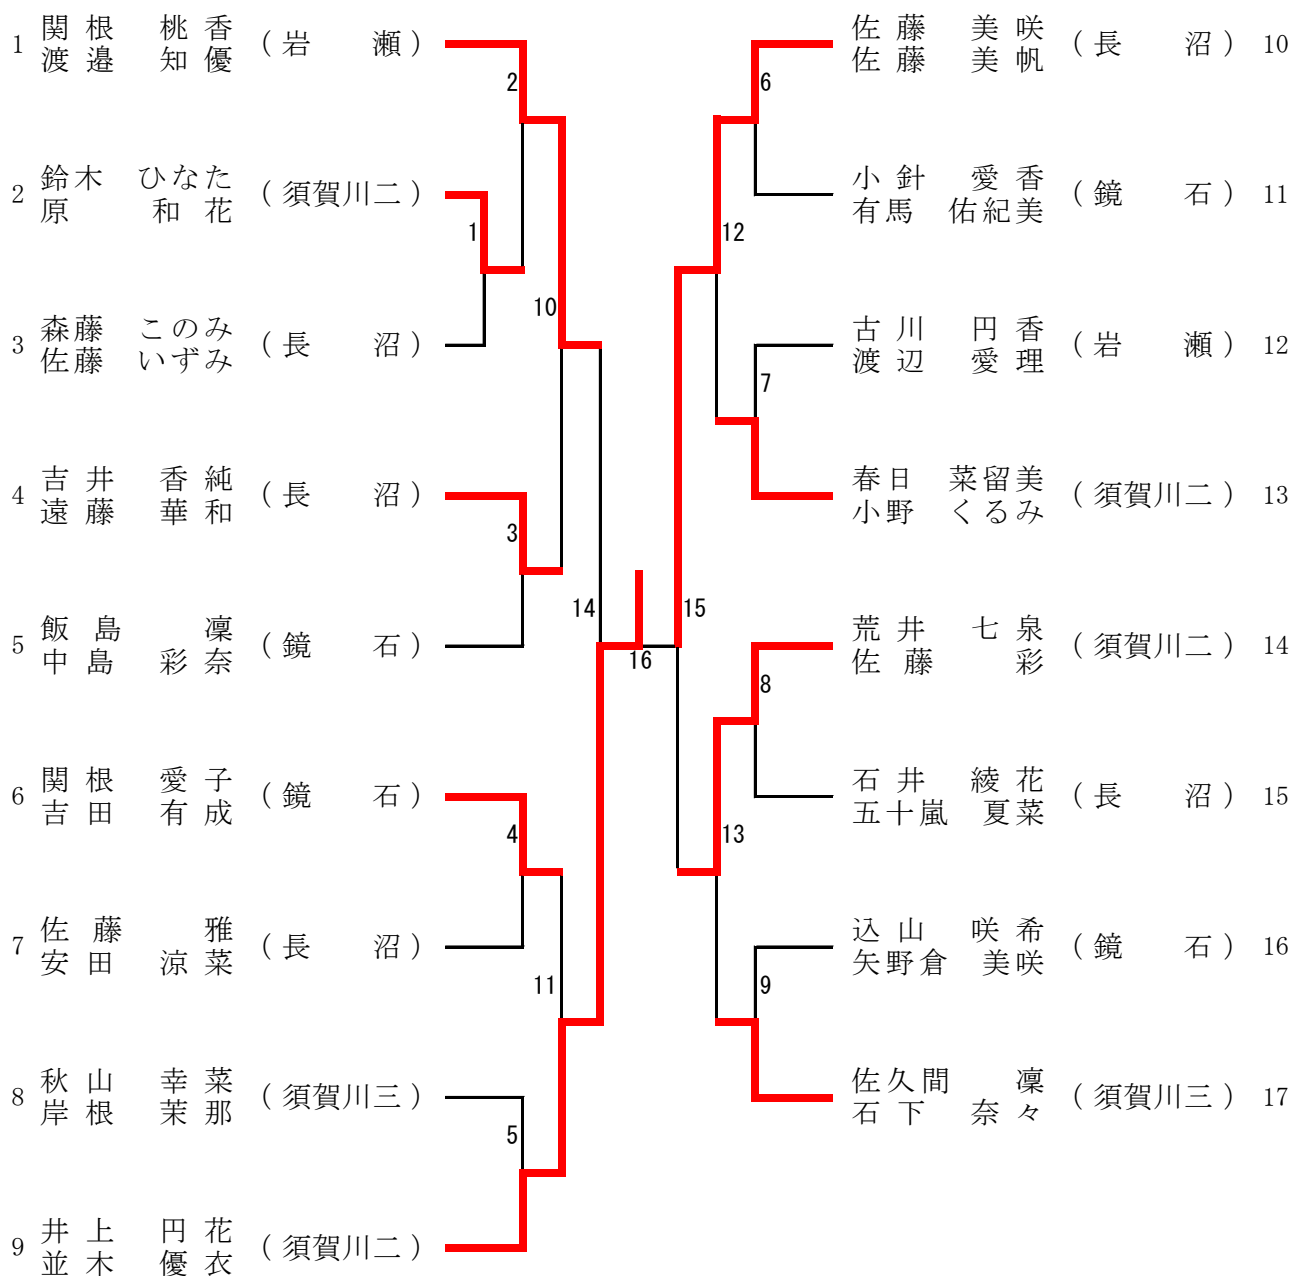 1 関根 桃香 (岩 瀬)
渡邉 知優
2 鈴木 ひなた (須賀川二)
原 和花
3 森藤 このみ (長 沼)
佐藤 いずみ
4 吉井 香純 (長 沼)
遠藤 華和
5 飯島 凜 (鏡 石)
中島 彩奈
6 関根 愛子 (鏡 石)
吉田 有成
7 佐藤 雅 (長 沼)
安田 涼菜
8 秋山 幸菜 (須賀川三)
岸根 茉那
9 井上 円花 (須賀川二)
並木 優衣
2
1
10
3
14
4
11
5
16
6
12
7
15
8
13
9
佐藤 美咲 (長 沼) 10
佐藤 美帆
小針 愛香 (鏡 石) 11
有馬 佑紀美
古川 円香 (岩 瀬) 12
渡辺 愛理
春日 菜留美 (須賀川二) 13
小野 くるみ
荒井 七泉 (須賀川二) 14
佐藤 彩
石井 綾花 (長 沼) 15
五十嵐 夏菜
込山 咲希 (鏡 石) 16
矢野倉 美咲
佐久間 凜 (須賀川三) 17
石下 奈々